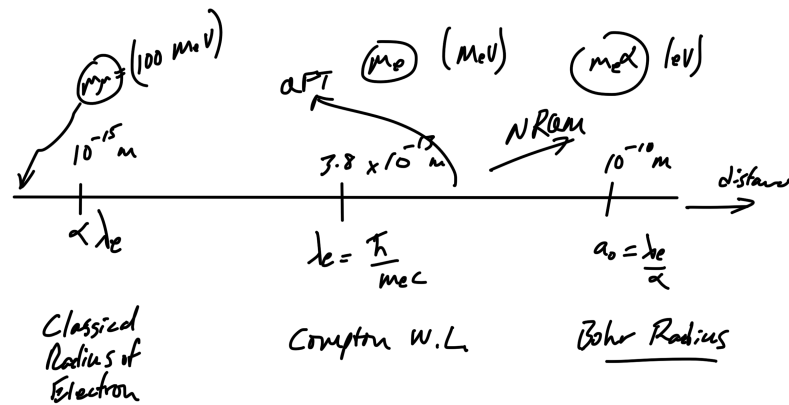 mμ = (100 MeV)
me (MeV)
meα (eV)
QFT
NRQM
10⁻¹⁵ m
3.8 × 10⁻¹³ m
10⁻¹⁰ m
distance
α λe
λe = ħ / mec
a₀ = λe / α
Classical
Radius of
Electron
Compton W.L.
Bohr Radius